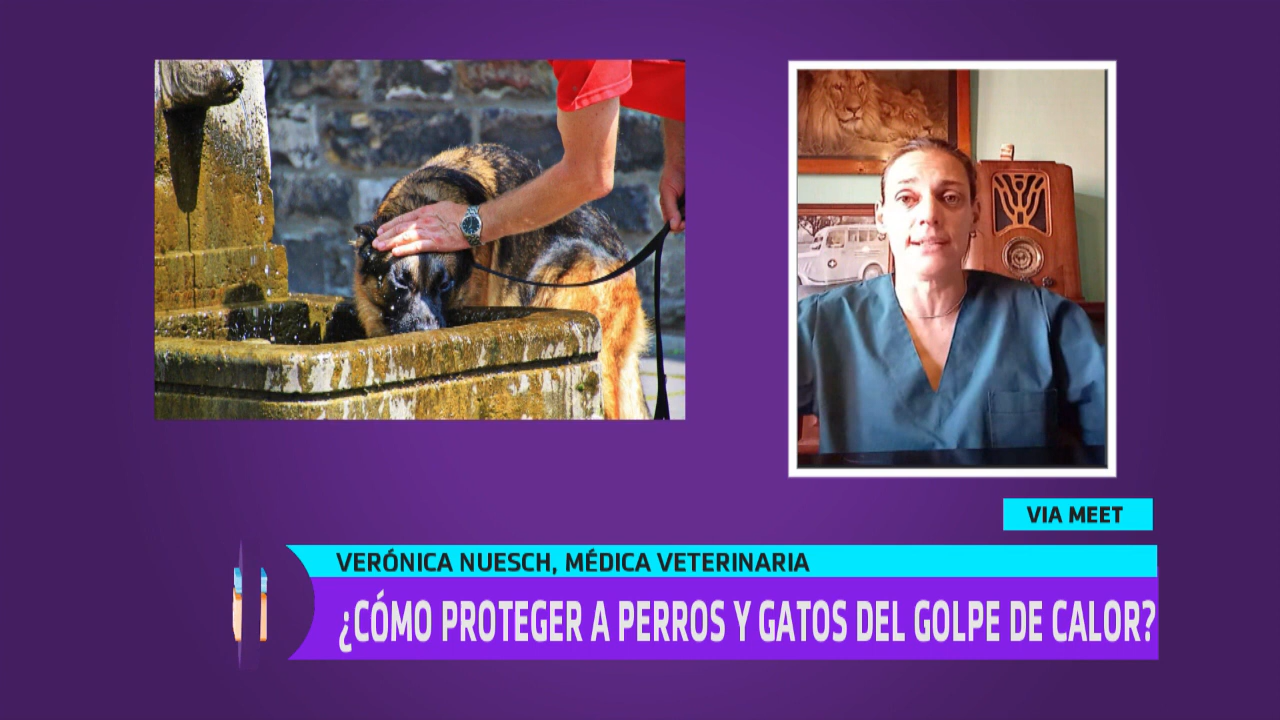 VIA MEET
VERÓNICA NUESCH, MÉDICA VETERINARIA
¿CÓMO PROTEGER A PERROS Y GATOS DEL GOLPE DE CALOR?